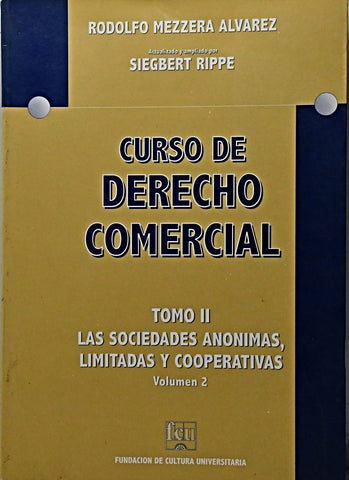 RODOLFO MEZZERA ALVAREZ
Actualizado y ampliado por
SIEGBERT RIPPE
CURSO DE
DERECHO
COMERCIAL
TOMO II
LAS SOCIEDADES ANONIMAS,
LIMITADAS Y COOPERATIVAS
Volumen 2
fcu
FUNDACION DE CULTURA UNIVERSITARIA